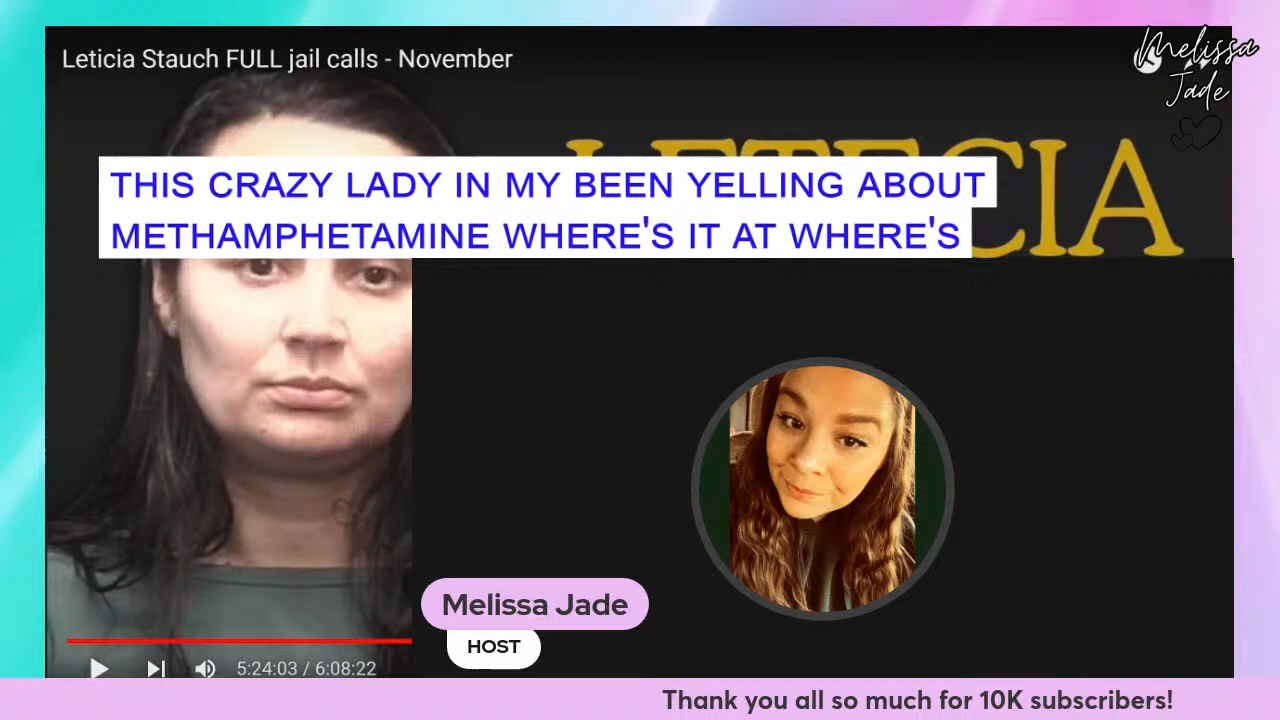 Leticia Stauch FULL jail calls - November
Melissa
Jade
LETECIA
THIS CRAZY LADY IN MY BEEN YELLING ABOUT
METHAMPHETAMINE WHERE'S IT AT WHERE'S
Melissa Jade
HOST
5:24:03 / 6:08:22
Thank you all so much for 10K subscribers!